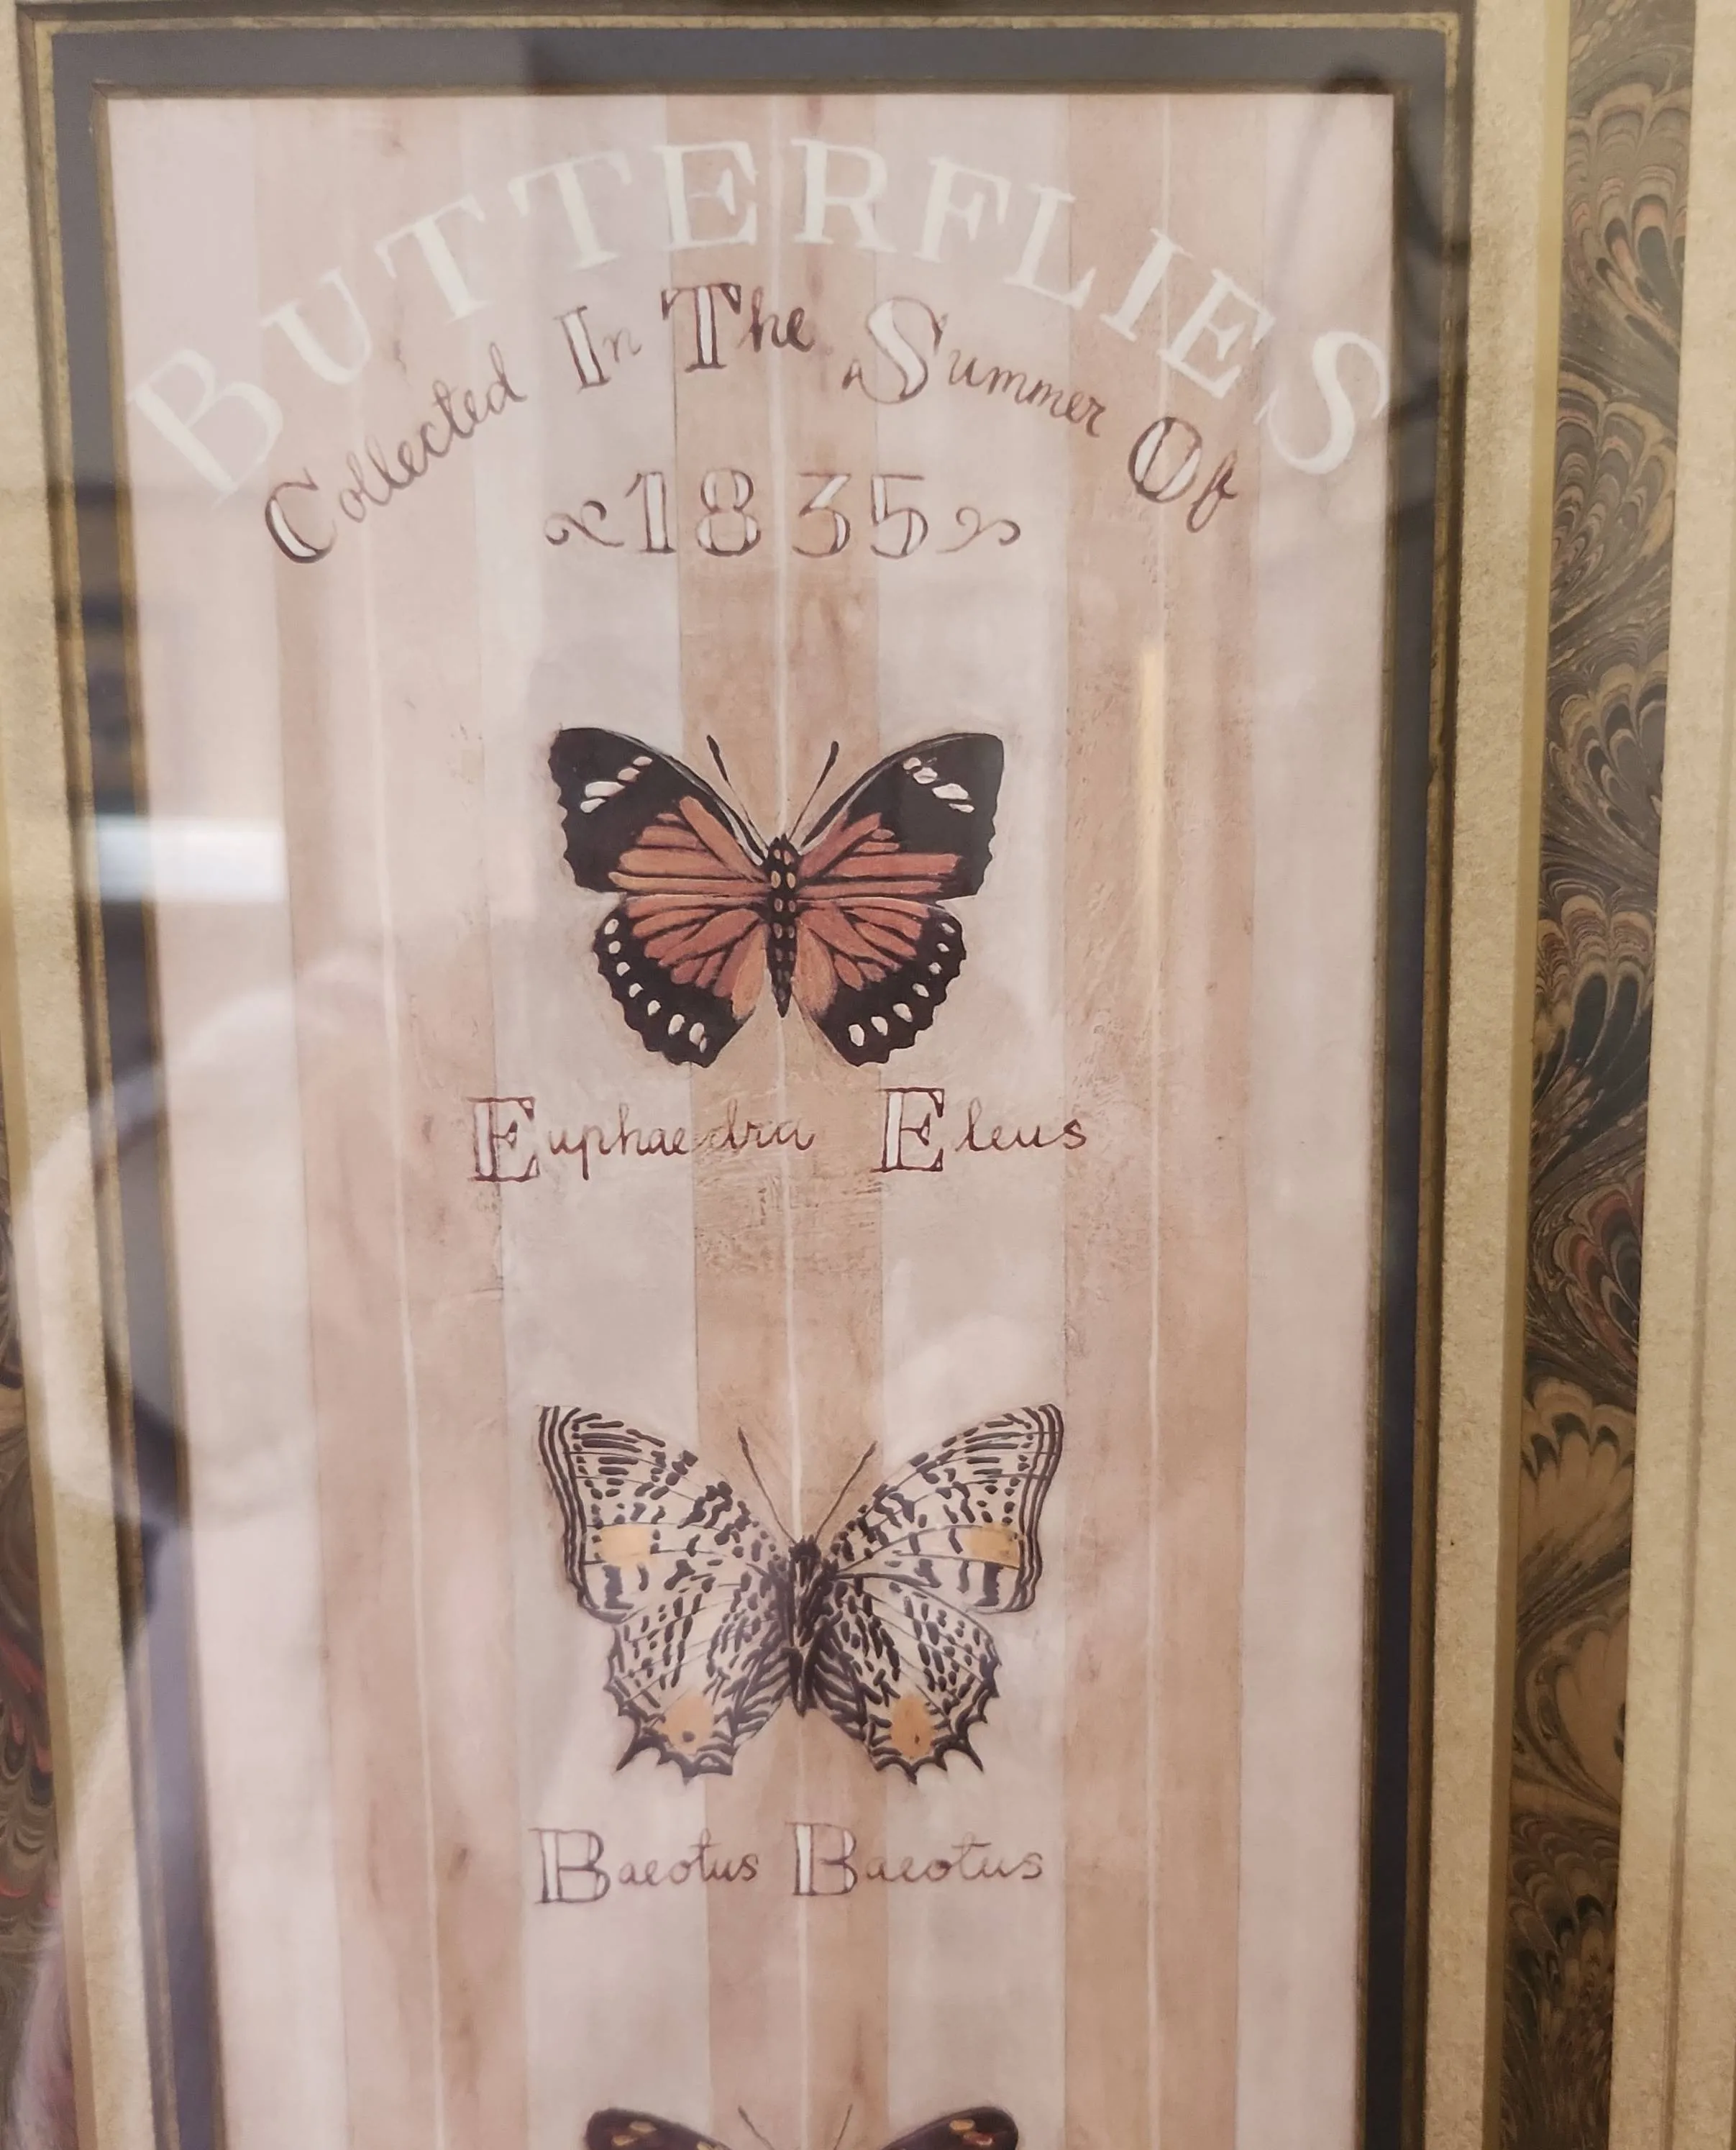 BUTTERFLIES
Collected In The Summer Of
1835
Euphaedra Eleus
Baeotus Baeotus